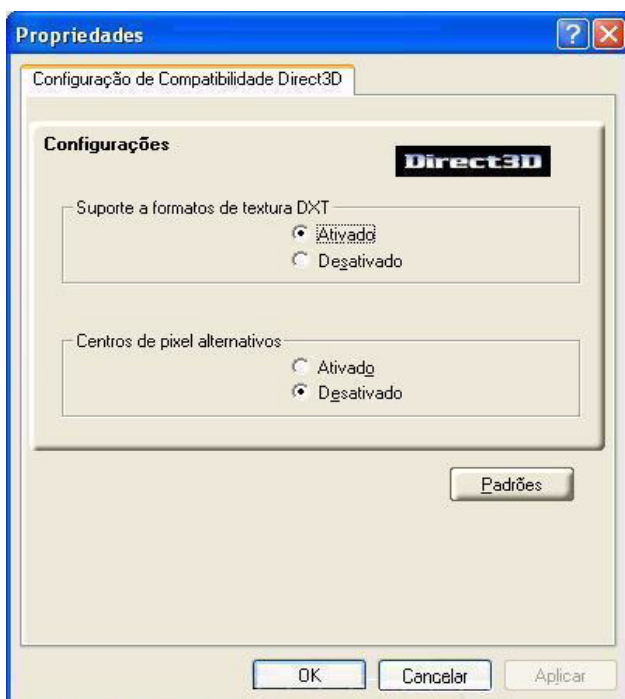 Propriedades
Configuração de Compatibilidade Direct3D
Configurações
Direct3D
Suporte a formatos de textura DXT
Ativado
Desativado
Centros de pixel alternativos
Ativado
Desativado
Padrões
OK
Cancelar
Aplicar